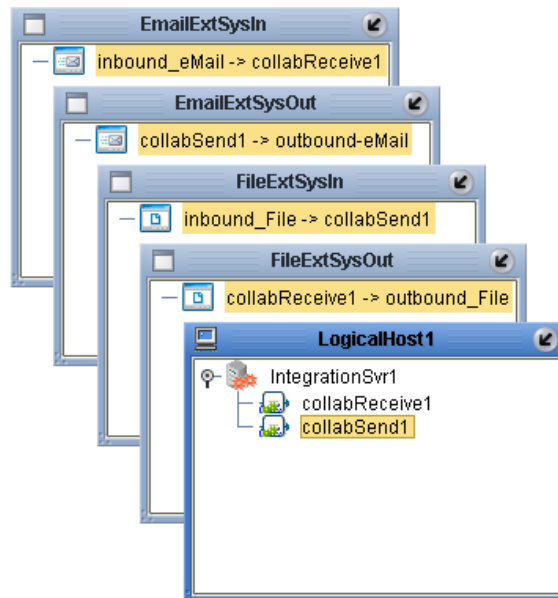 EmailExtSysIn
inbound_eMail -> collabReceive1
EmailExtSysOut
collabSend1 -> outbound-eMail
FileExtSysIn
inbound_File -> collabSend1
FileExtSysOut
collabReceive1 -> outbound_File
LogicalHost1
IntegrationSvr1
collabReceive1
collabSend1